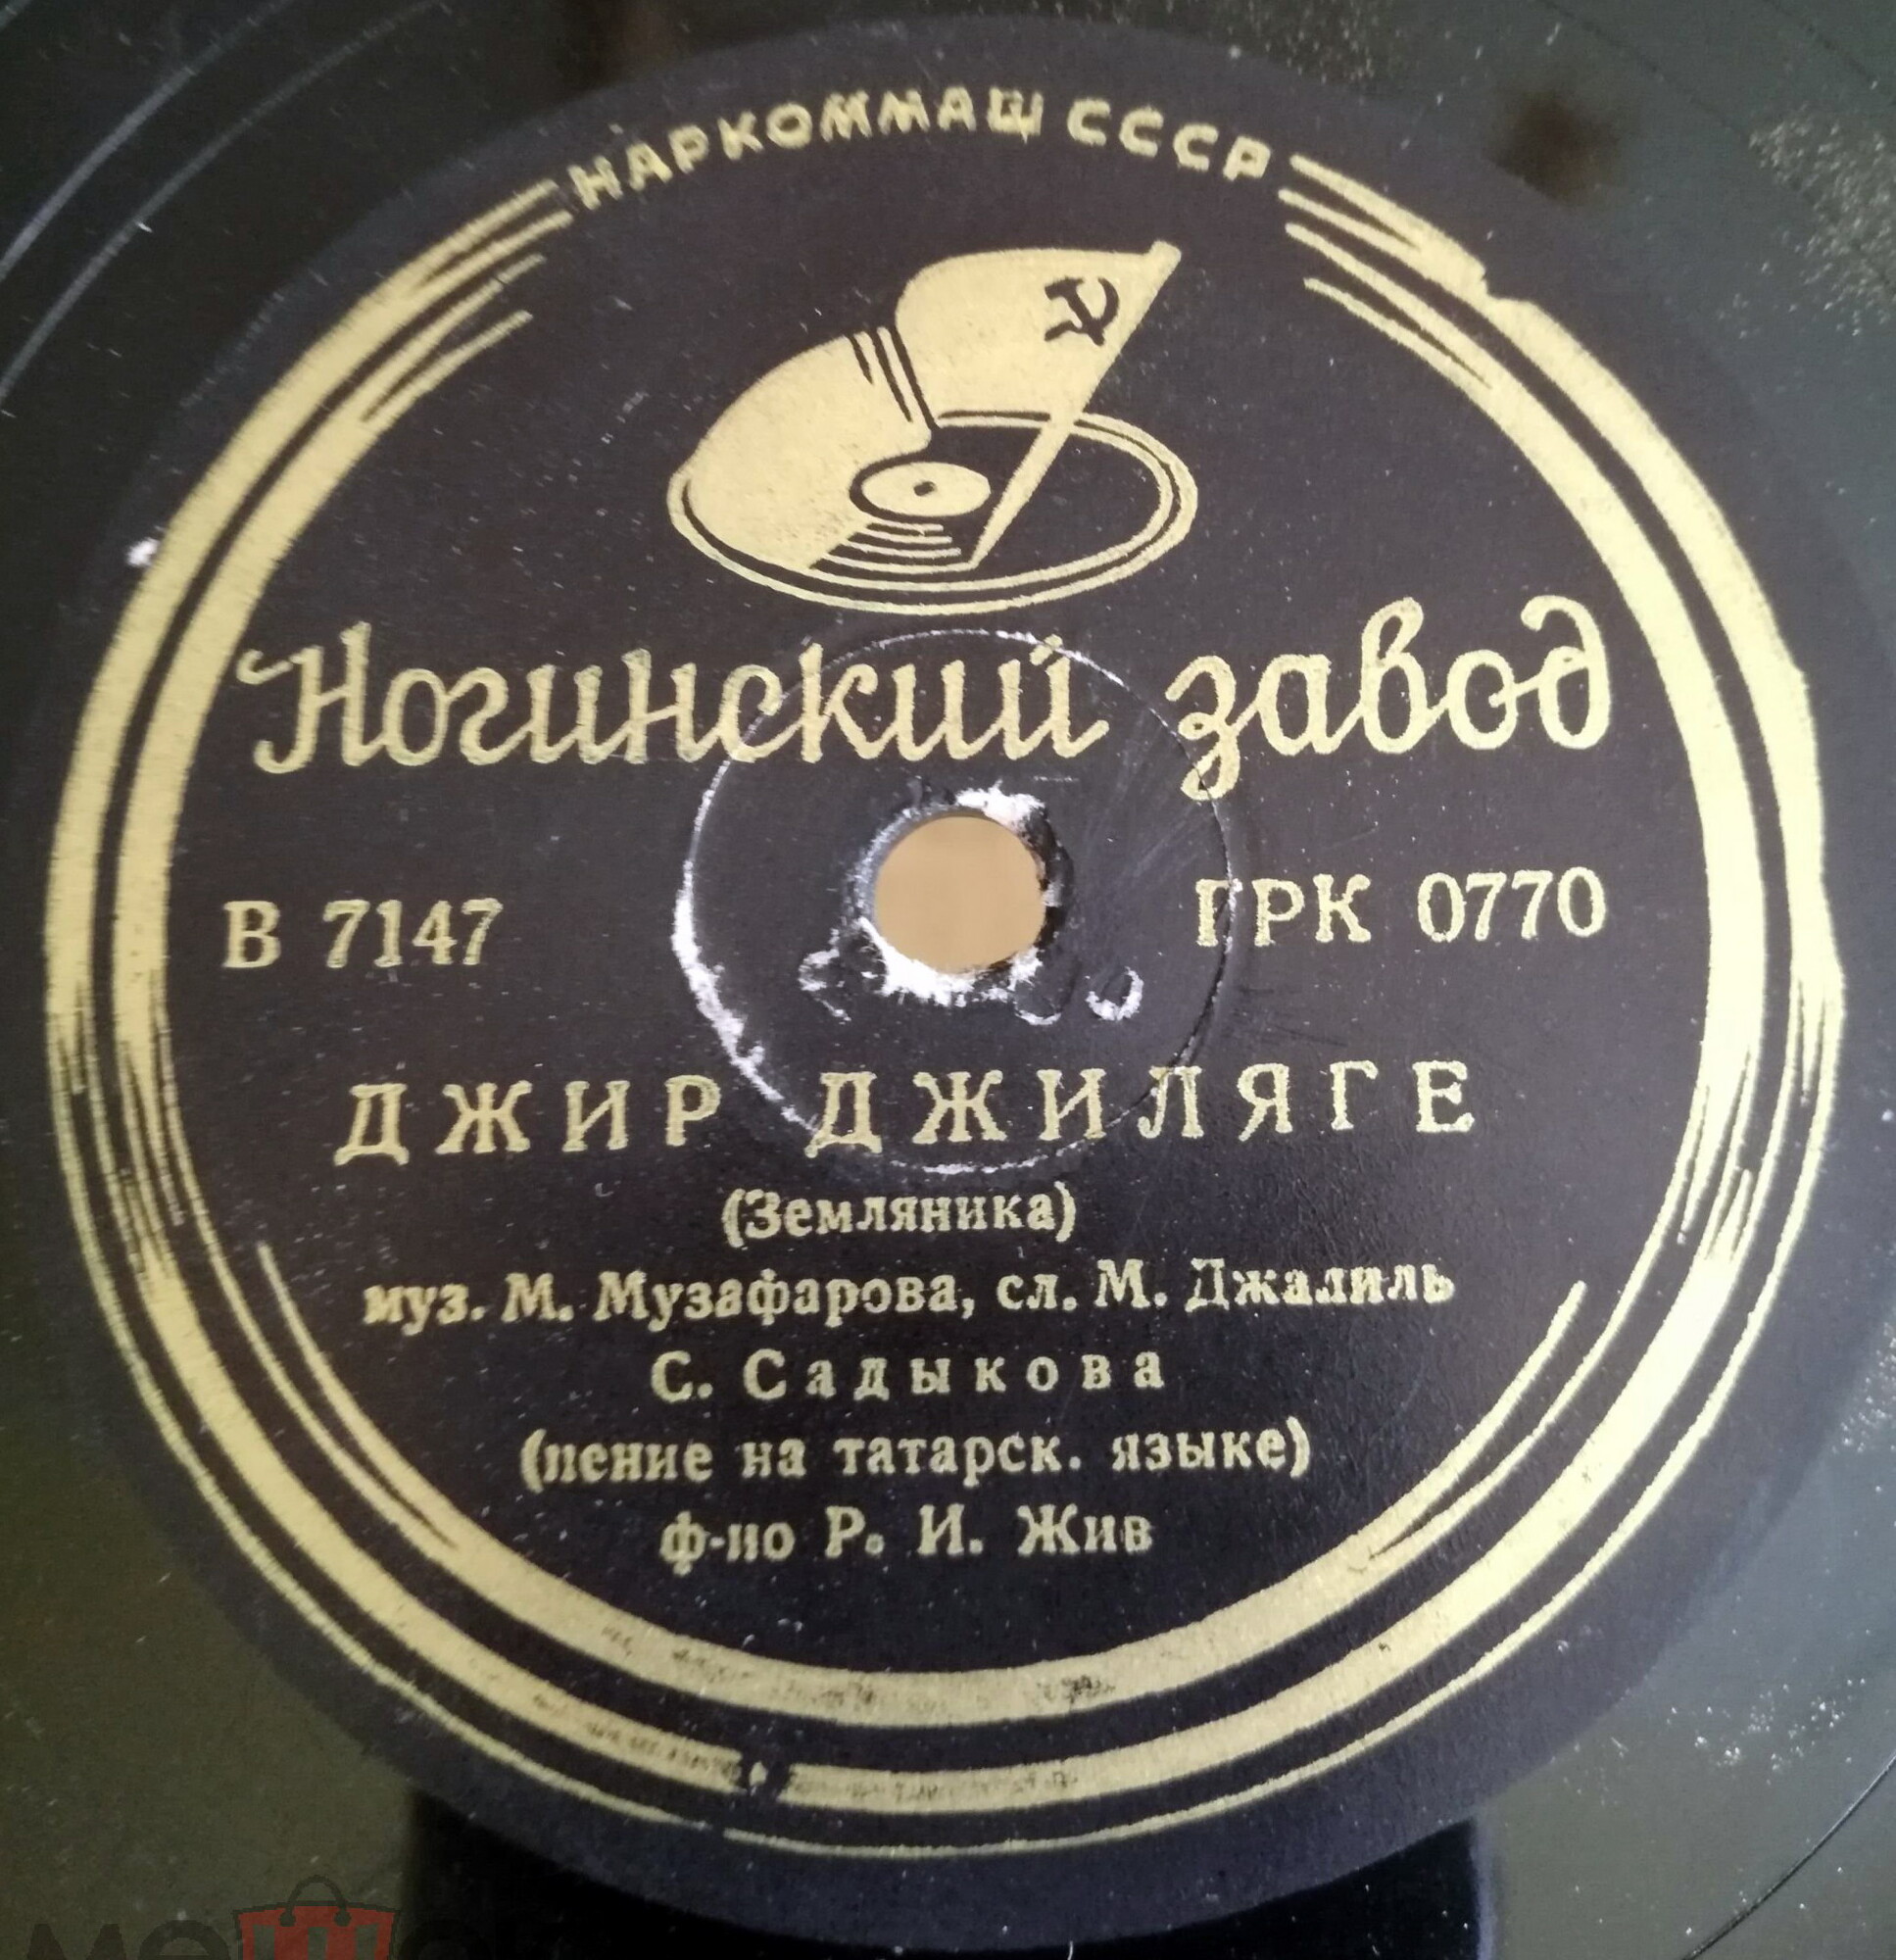 НАРКОММАШ СССР
Ногинский завод
В 7147 ГРК 0770
ДЖИР ДЖИЛЯГЕ
(Земляника)
муз. М. Музафарова, сл. М. Джалиль
С. Садыкова
(пение на татарск. языке)
ф-но Р. И. Жив